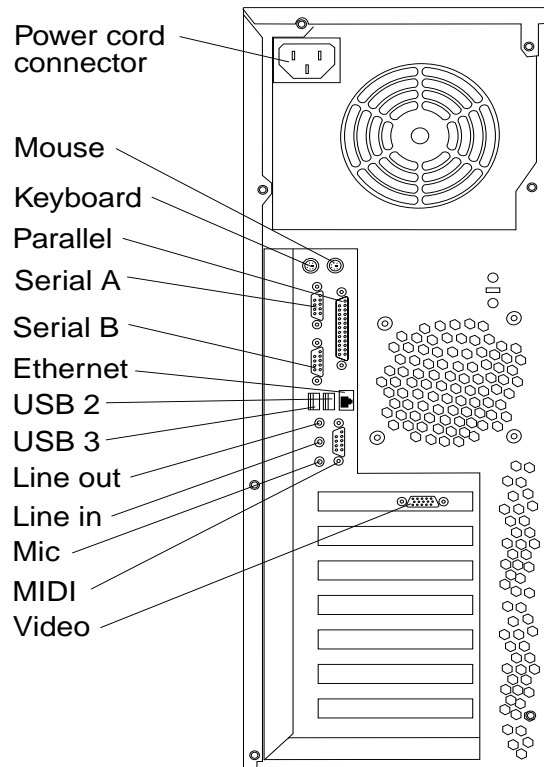 Power cord
connector
Mouse
Keyboard
Parallel
Serial A
Serial B
Ethernet
USB 2
USB 3
Line out
Line in
Mic
MIDI
Video